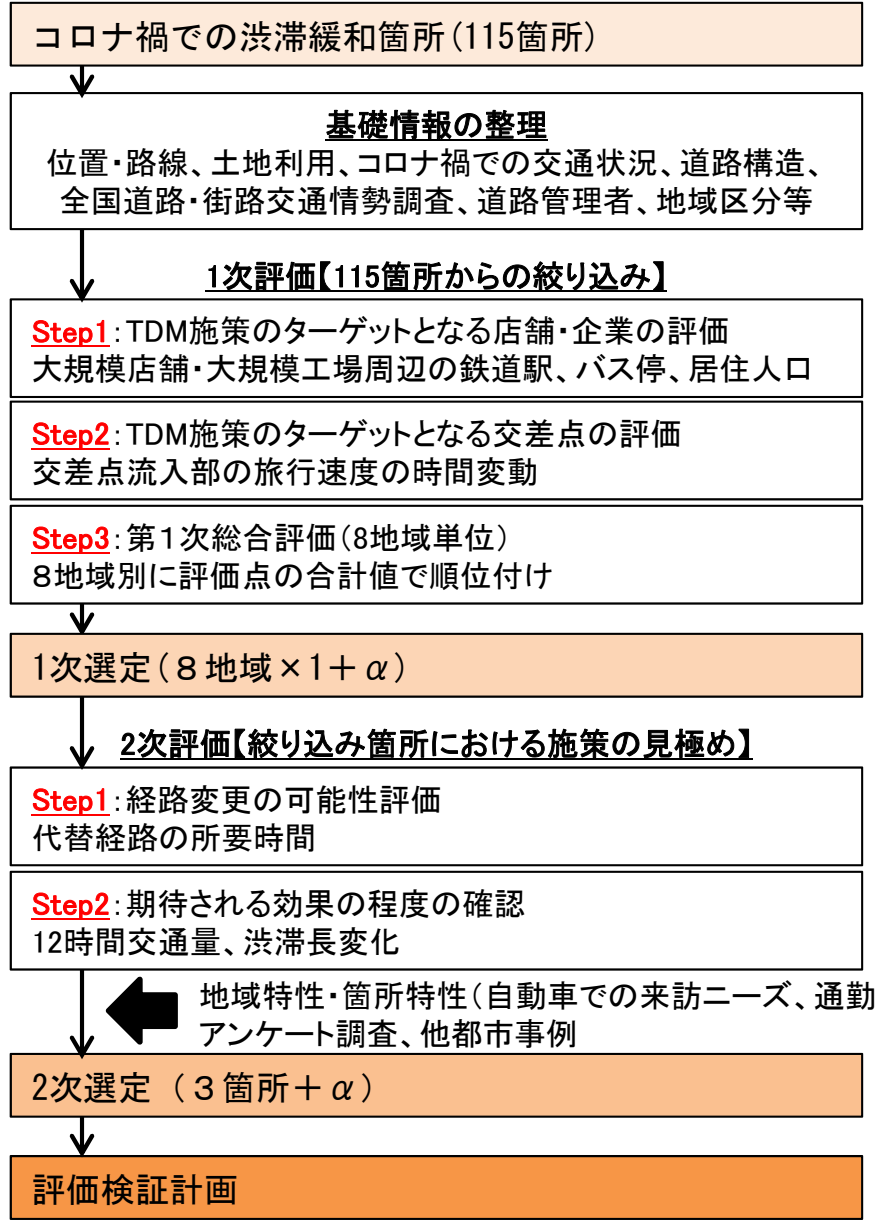 コロナ禍での渋滞緩和箇所(115箇所)
基礎情報の整理
位置・路線、土地利用、コロナ禍での交通状況、道路構造、
全国道路・街路交通情勢調査、道路管理者、地域区分等
1次評価【115箇所からの絞り込み】
Step1:TDM施策のターゲットとなる店舗・企業の評価
大規模店舗・大規模工場周辺の鉄道駅、バス停、居住人口
Step2:TDM施策のターゲットとなる交差点の評価
交差点流入部の旅行速度の時間変動
Step3:第1次総合評価(8地域単位)
8地域別に評価点の合計値で順位付け
1次選定(8地域×1+α)
2次評価【絞り込み箇所における施策の見極め】
Step1:経路変更の可能性評価
代替経路の所要時間
Step2:期待される効果の程度の確認
12時間交通量、渋滞長変化
地域特性・箇所特性(自動車での来訪ニーズ、通勤
アンケート調査、他都市事例
2次選定(3箇所+α)
評価検証計画